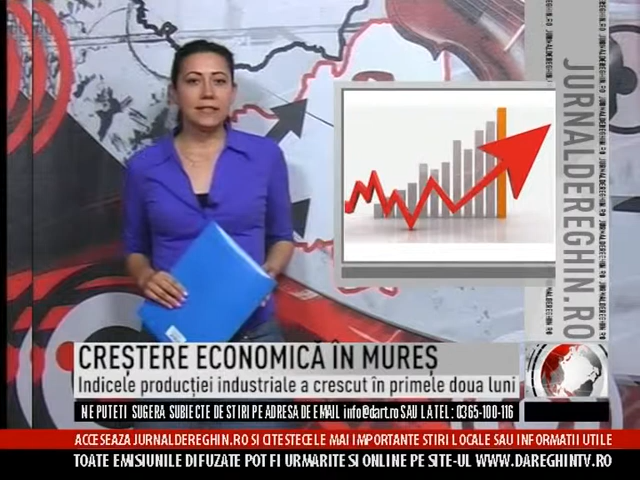 JURNALDEREGHIN.RO
CREȘTERE ECONOMICA ÎN MUREȘ
Indicele producției industriale a crescut în primele doua luni
NE PUTETI SUGERA SUBIECTE DE STIRI PE ADRESA DE EMAIL info@dart.ro SAU LA TEL: 0365-100-116
ACCESEAZA JURNALDEREGHIN.RO SI CITESTE CELE MAI IMPORTANTE STIRI LOCALE SAU INFORMATII UTILE
TOATE EMISIUNILE DIFUZATE POT FI URMARITE SI ONLINE PE SITE-UL WWW.DAREGHINTV.RO